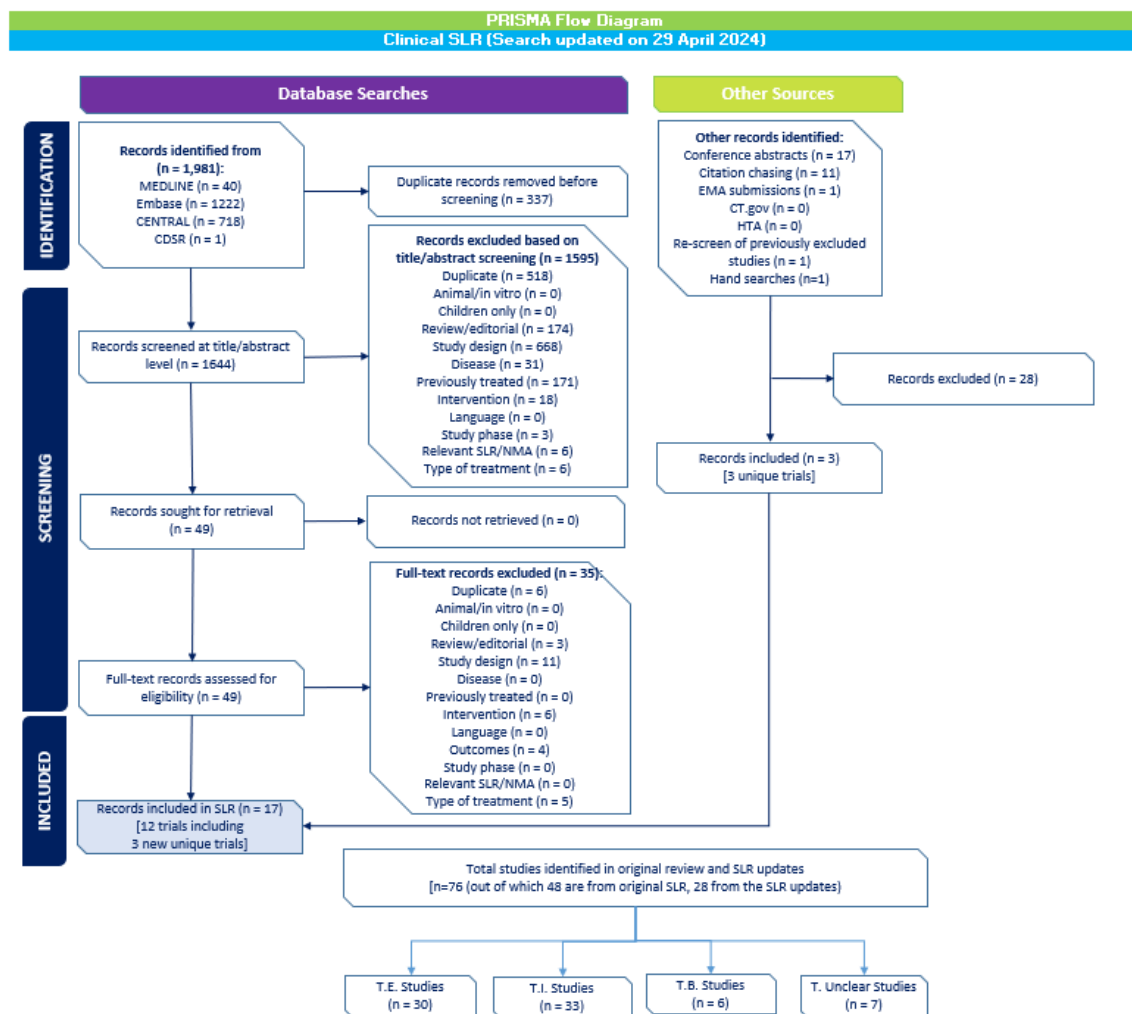 PRISMA Flow Diagram
Clinical SLR (Search updated on 29 April 2024)
Database Searches
Other Sources
IDENTIFICATION
Records identified from
(n = 1,981):
MEDLINE (n = 40)
Embase (n = 1222)
CENTRAL (n = 718)
CDSR (n = 1)
Duplicate records removed before
screening (n = 337)
Other records identified:
Conference abstracts (n = 17)
Citation chasing (n = 11)
EMA submissions (n = 1)
CT.gov (n = 0)
HTA (n = 0)
Re-screen of previously excluded
studies (n = 1)
Hand searches (n=1)
SCREENING
Records screened at title/abstract
level (n = 1644)
Records excluded based on
title/abstract screening (n = 1595)
Duplicate (n = 518)
Animal/in vitro (n = 0)
Children only (n = 0)
Review/editorial (n = 174)
Study design (n = 668)
Disease (n = 31)
Previously treated (n = 171)
Intervention (n = 18)
Language (n = 0)
Study phase (n = 3)
Relevant SLR/NMA (n = 6)
Type of treatment (n = 6)
Records excluded (n = 28)
Records included (n = 3)
[3 unique trials]
Records sought for retrieval
(n = 49)
Records not retrieved (n = 0)
Full-text records assessed for
eligibility (n = 49)
Full-text records excluded (n = 35):
Duplicate (n = 6)
Animal/in vitro (n = 0)
Children only (n = 0)
Review/editorial (n = 3)
Study design (n = 11)
Disease (n = 0)
Previously treated (n = 0)
Intervention (n = 6)
Language (n = 0)
Outcomes (n = 4)
Study phase (n = 0)
Relevant SLR/NMA (n = 0)
Type of treatment (n = 5)
INCLUDED
Records included in SLR (n = 17)
[12 trials including
3 new unique trials]
Total studies identified in original review and SLR updates
[n=76 (out of which 48 are from original SLR, 28 from the SLR updates)
T.E. Studies
(n = 30)
T.I. Studies
(n = 33)
T.B. Studies
(n = 6)
T. Unclear Studies
(n = 7)